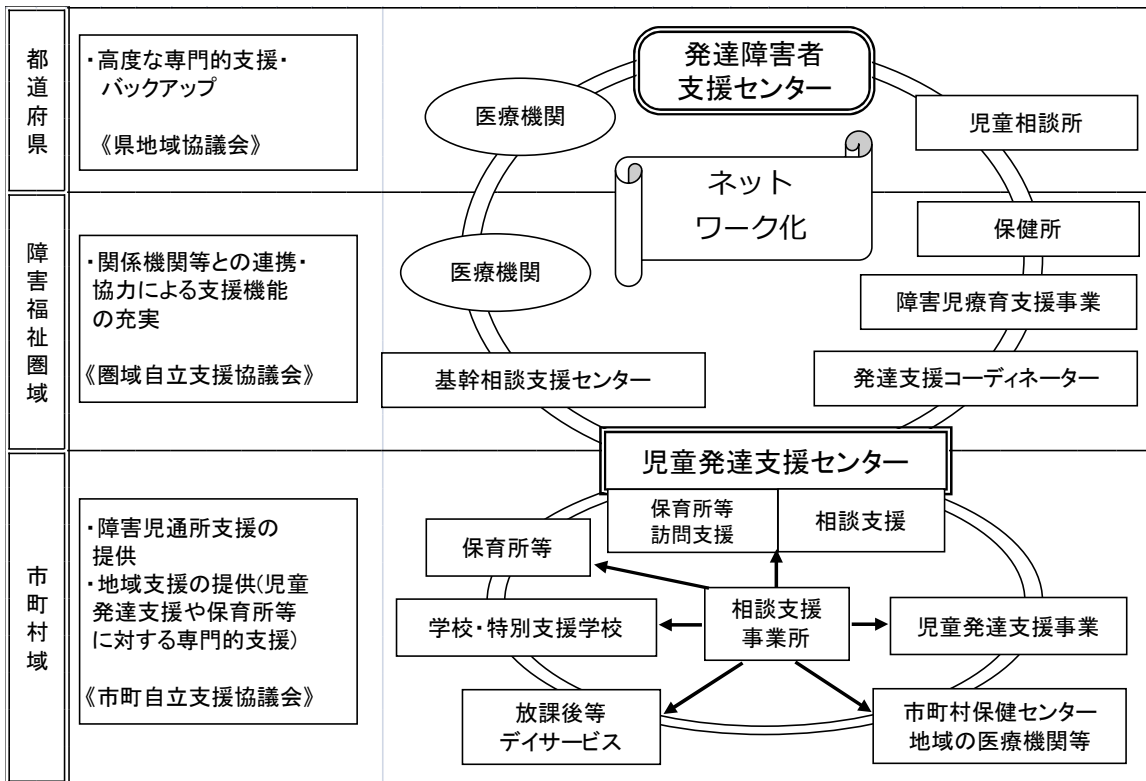 都道府県
・高度な専門的支援・
バックアップ
《県地域協議会》
発達障害者
支援センター
医療機関
児童相談所
ネット
ワーク化
障害福祉圏域
・関係機関等との連携・
協力による支援機能
の充実
《圏域自立支援協議会》
保健所
医療機関
障害児療育支援事業
基幹相談支援センター
発達支援コーディネーター
市町村域
・障害児通所支援の
提供
・地域支援の提供(児童
発達支援や保育所等
に対する専門的支援)
《市町自立支援協議会》
児童発達支援センター
保育所等
訪問支援
相談支援
保育所等
学校・特別支援学校
相談支援
事業所
児童発達支援事業
放課後等
デイサービス
市町村保健センター
地域の医療機関等